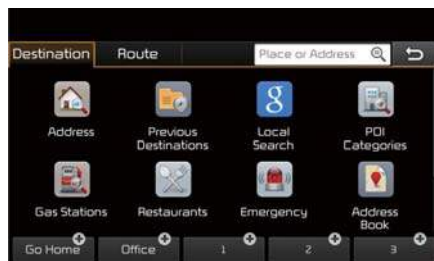 Destination
Route
Place or Address
Address
Previous
Destinations
g
Local
Search
POI
Categories
Gas Stations
Restaurants
Emergency
Address
Book
Go Home
Office
1
2
3